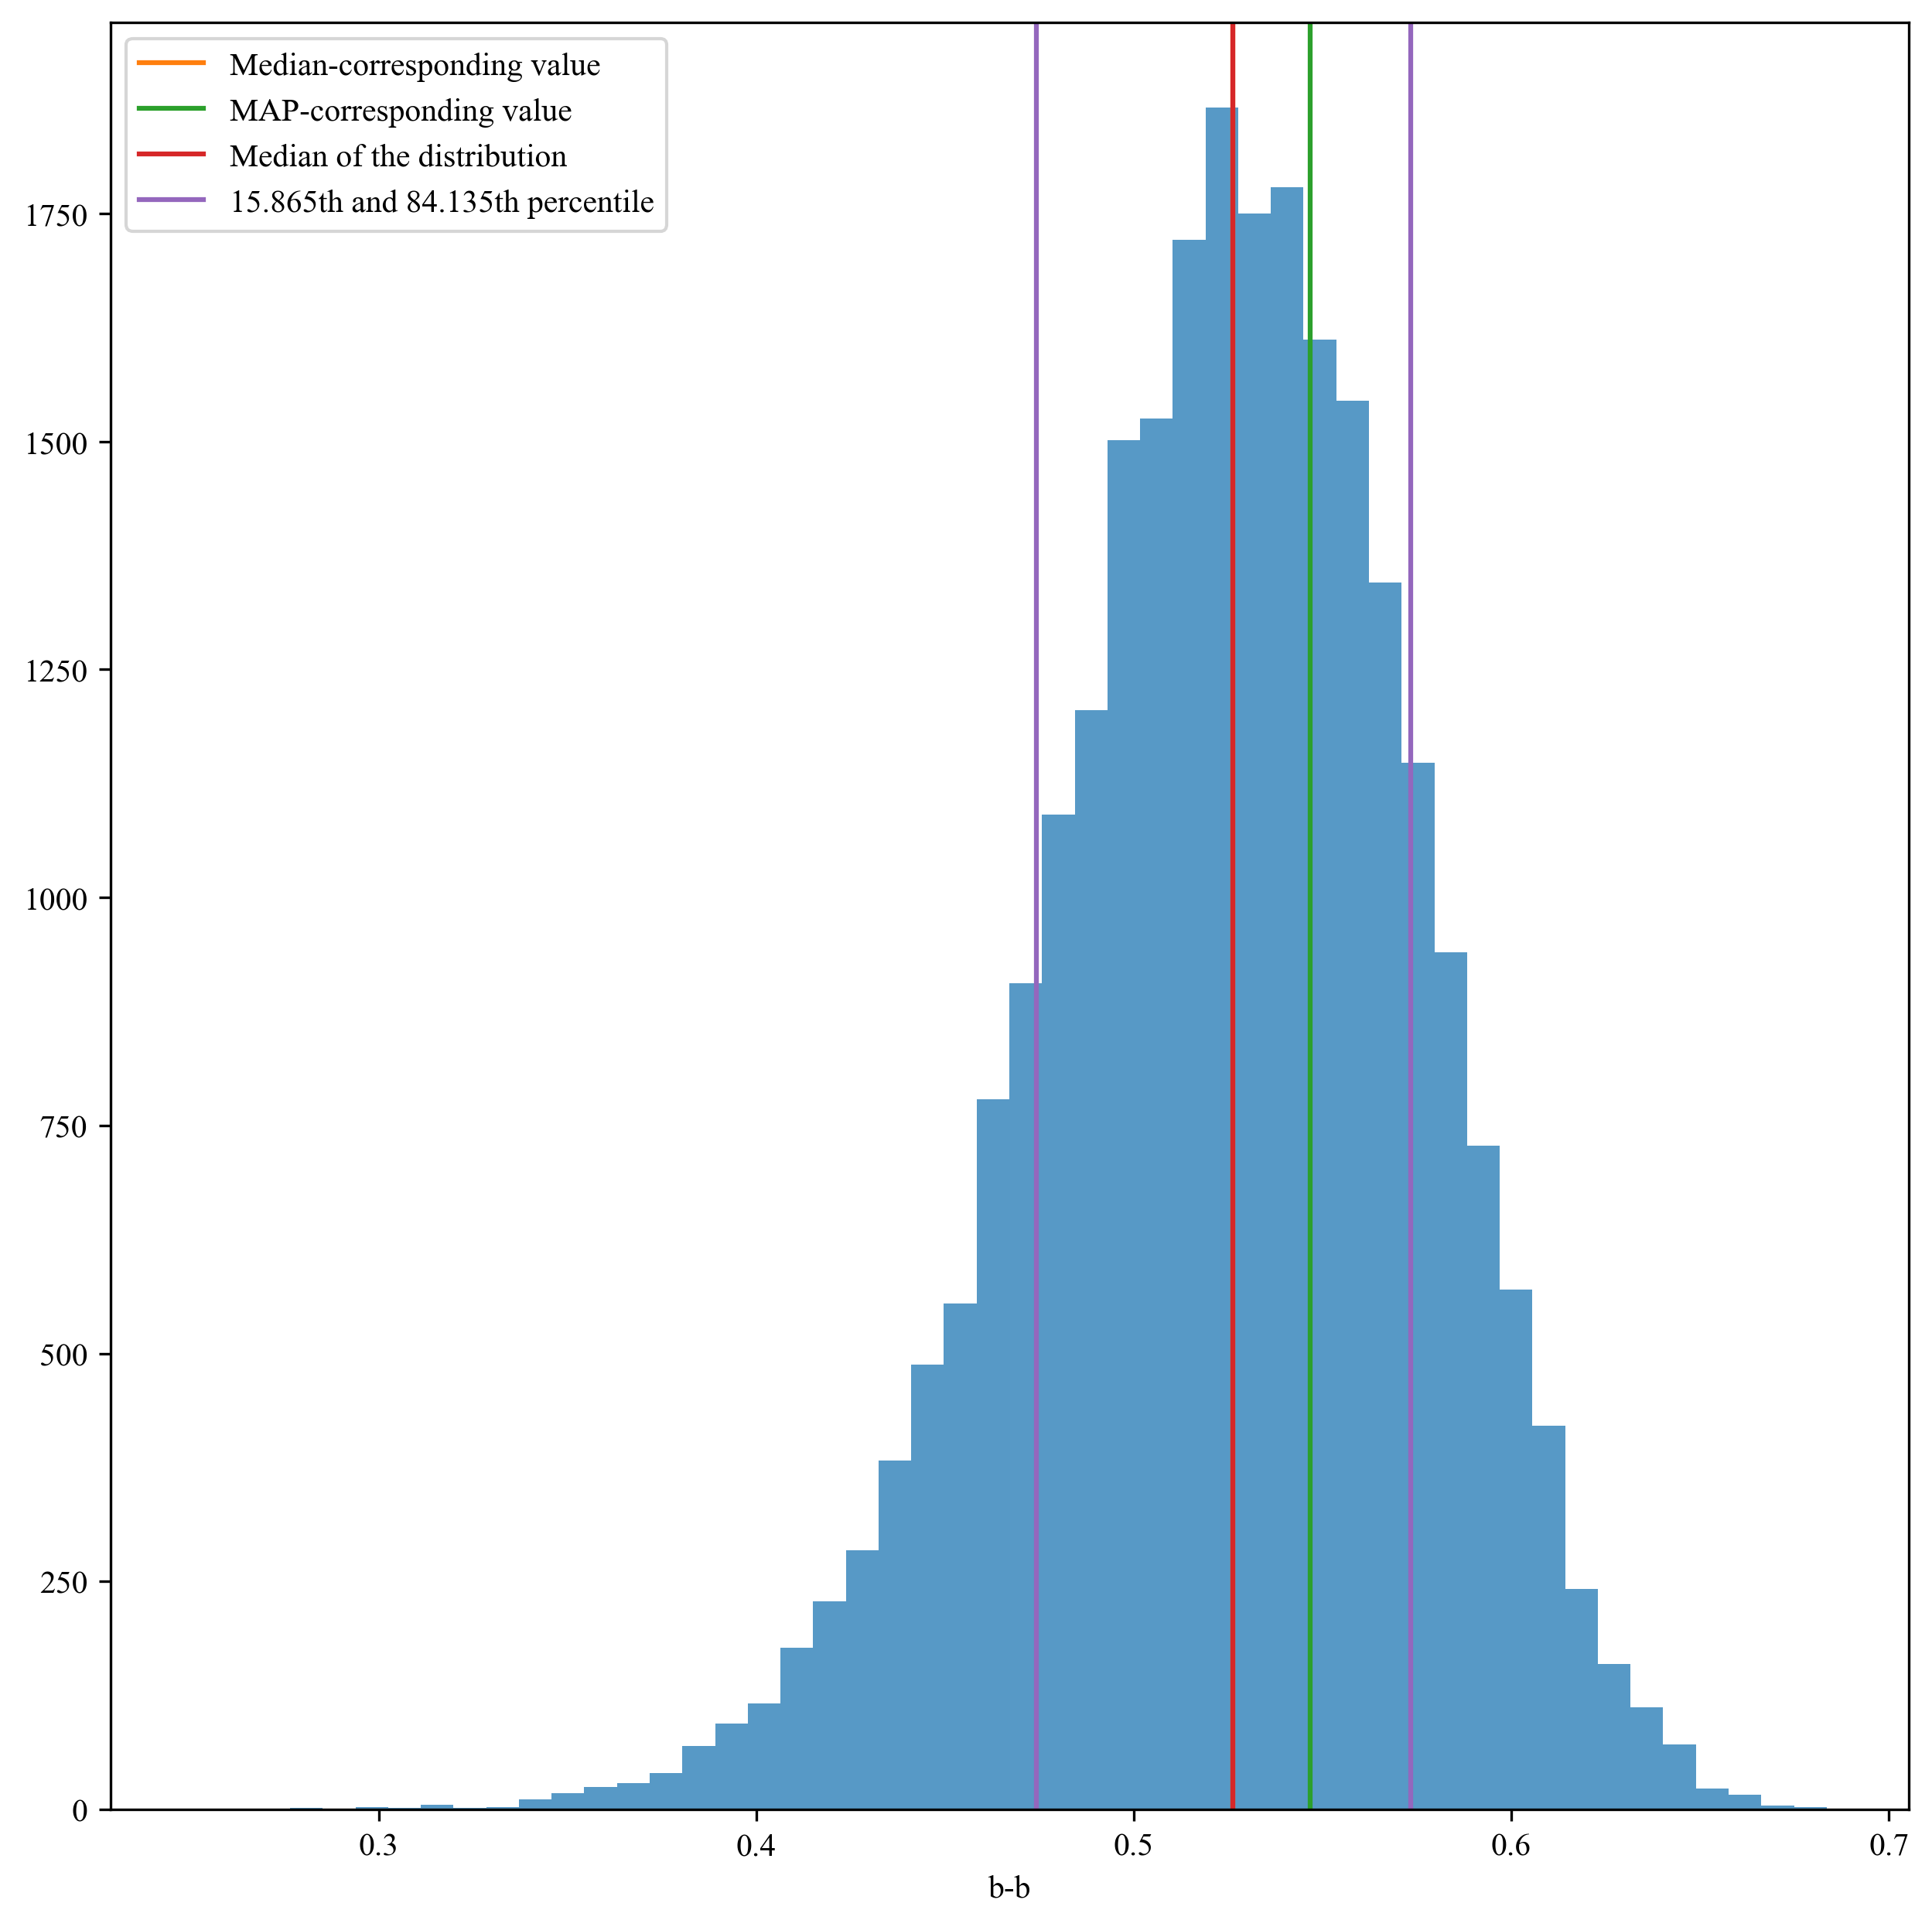 Median-corresponding value
MAP-corresponding value
Median of the distribution
15.865th and 84.135th percentile
1750
1500
1250
1000
750
500
250
0
0.3 0.4 0.5 0.6 0.7
b-b